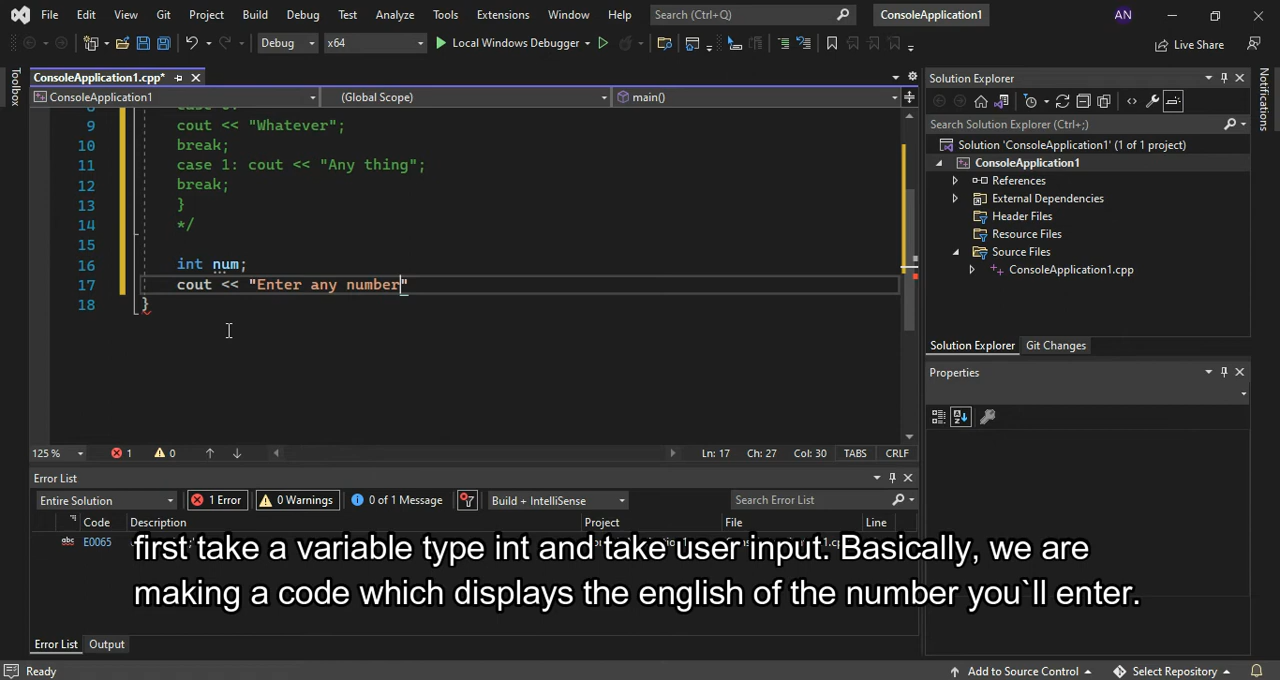 File Edit View Git Project Build Debug Test Analyze Tools Extensions Window Help Search (Ctrl+Q) ConsoleApplication1 AN
Debug x64 Local Windows Debugger Live Share
Toolbox
ConsoleApplication1.cpp*
ConsoleApplication1 (Global Scope) main()
9 cout << "Whatever";
10 break;
11 case 1: cout << "Any thing";
12 break;
13 }
14 */
15
16 int num;
17 cout << "Enter any number"
18 }
125 % 1 0 Ln: 17 Ch: 27 Col: 30 TABS CRLF
Error List
Entire Solution 1 Error 0 Warnings 0 of 1 Message Build + IntelliSense Search Error List
Code Description Project File Line
abc E0065
first take a variable type int and take user input. Basically, we are
making a code which displays the english of the number you`ll enter.
Error List Output
Solution Explorer
Search Solution Explorer (Ctrl+;)
Solution 'ConsoleApplication1' (1 of 1 project)
ConsoleApplication1
References
External Dependencies
Header Files
Resource Files
Source Files
ConsoleApplication1.cpp
Solution Explorer Git Changes
Properties
Notifications
Ready Add to Source Control Select Repository